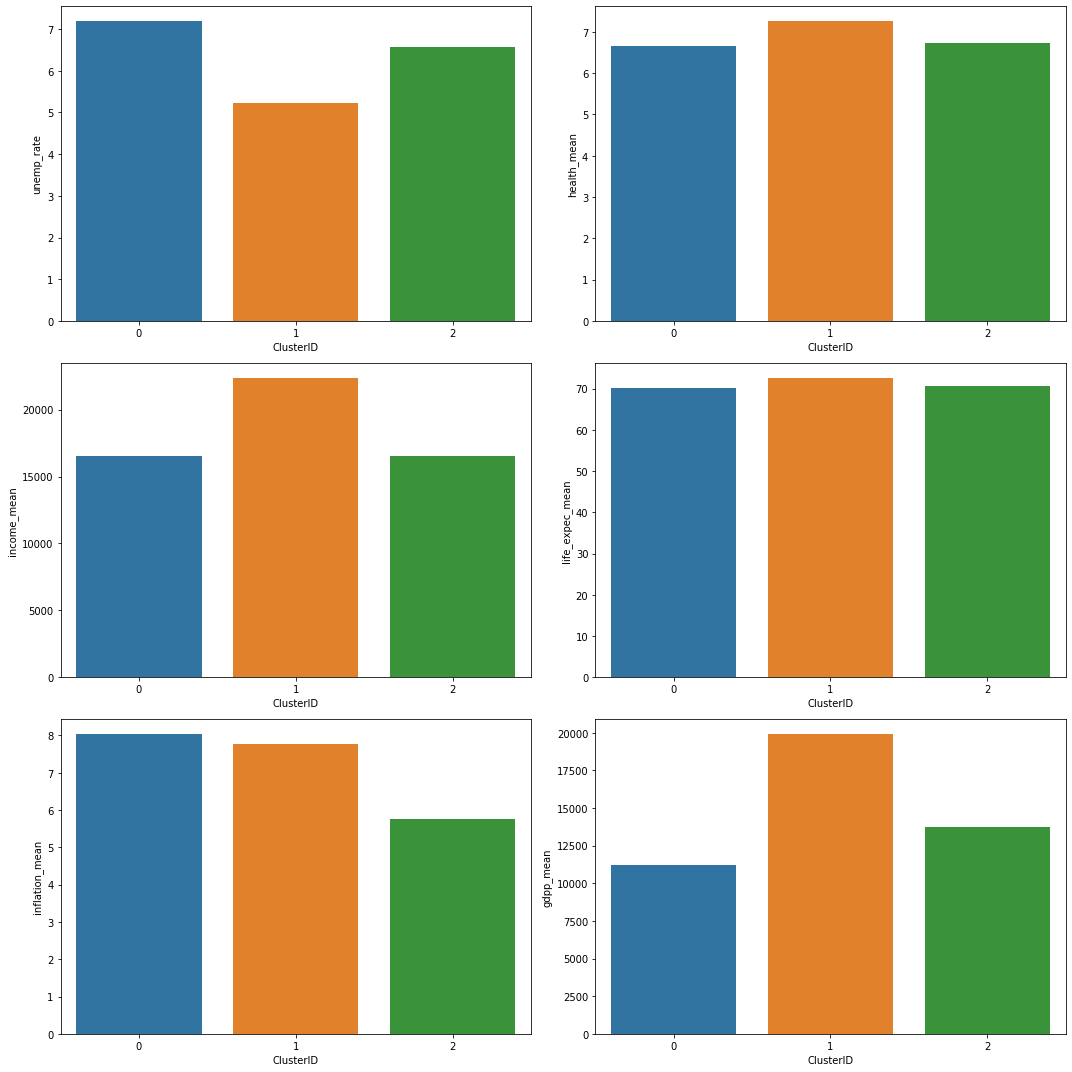 7
6
5
4
3
2
1
0
unemp_rate
0 1 2
ClusterID
7
6
5
4
3
2
1
0
health_mean
0 1 2
ClusterID
20000
15000
10000
5000
0
income_mean
0 1 2
ClusterID
70
60
50
40
30
20
10
0
life_expec_mean
0 1 2
ClusterID
8
7
6
5
4
3
2
1
0
inflation_mean
0 1 2
ClusterID
20000
17500
15000
12500
10000
7500
5000
2500
0
gdpp_mean
0 1 2
ClusterID